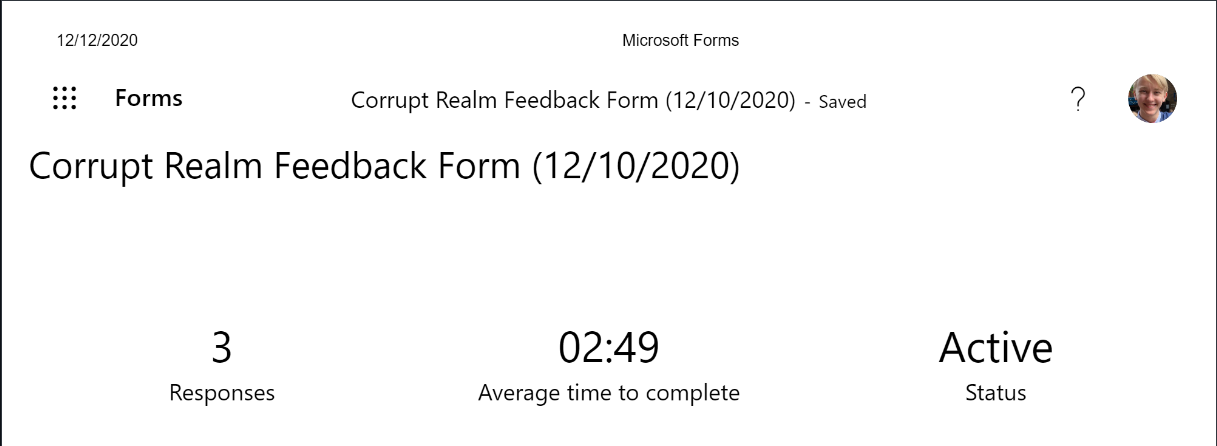 12/12/2020 Microsoft Forms
Forms Corrupt Realm Feedback Form (12/10/2020) - Saved ?
Corrupt Realm Feedback Form (12/10/2020)
3 02:49 Active
Responses Average time to complete Status